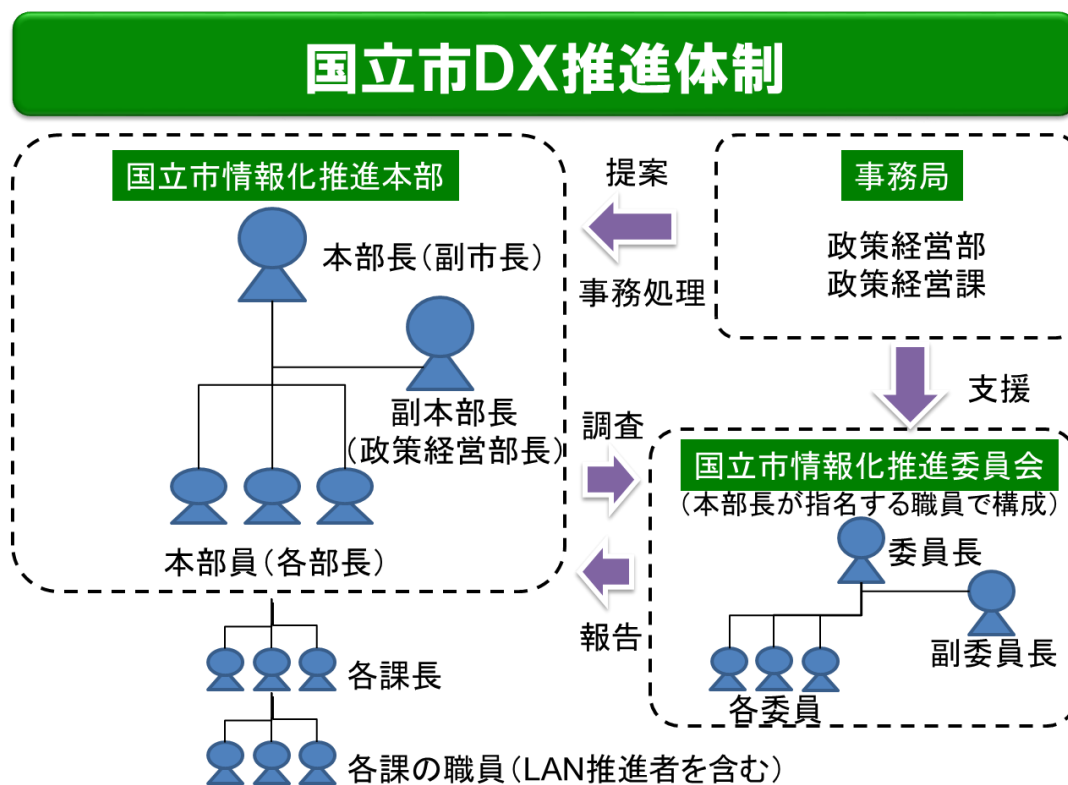 国立市DX推進体制
国立市情報化推進本部
本部長(副市長)
副本部長
(政策経営部長)
本部員(各部長)
各課長
各課の職員(LAN推進者を含む)
提案
事務処理
事務局
政策経営部
政策経営課
支援
調査
報告
国立市情報化推進委員会
(本部長が指名する職員で構成)
委員長
副委員長
各委員